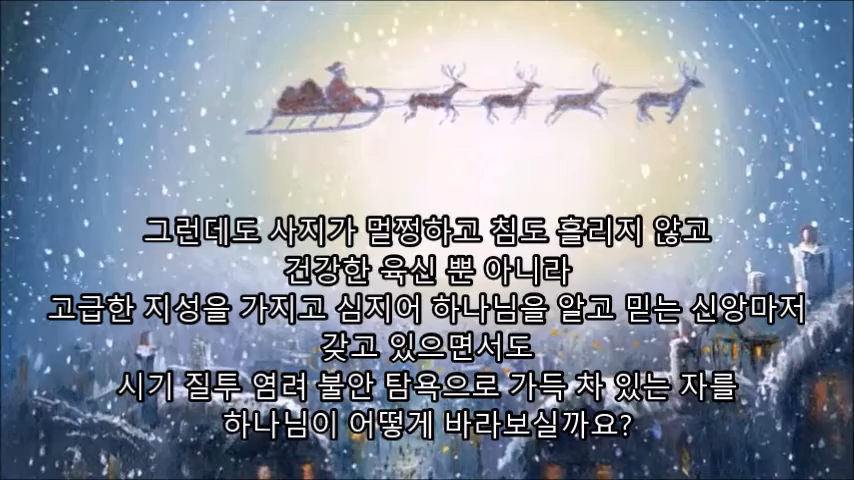 그런데도 사지가 멀쩡하고 침도 흘리지 않고
건강한 육신 뿐 아니라
고급한 지성을 가지고 심지어 하나님을 알고 믿는 신앙마저
갖고 있으면서도
시기 질투 염려 불안 탐욕으로 가득 차 있는 자를
하나님이 어떻게 바라보실까요?